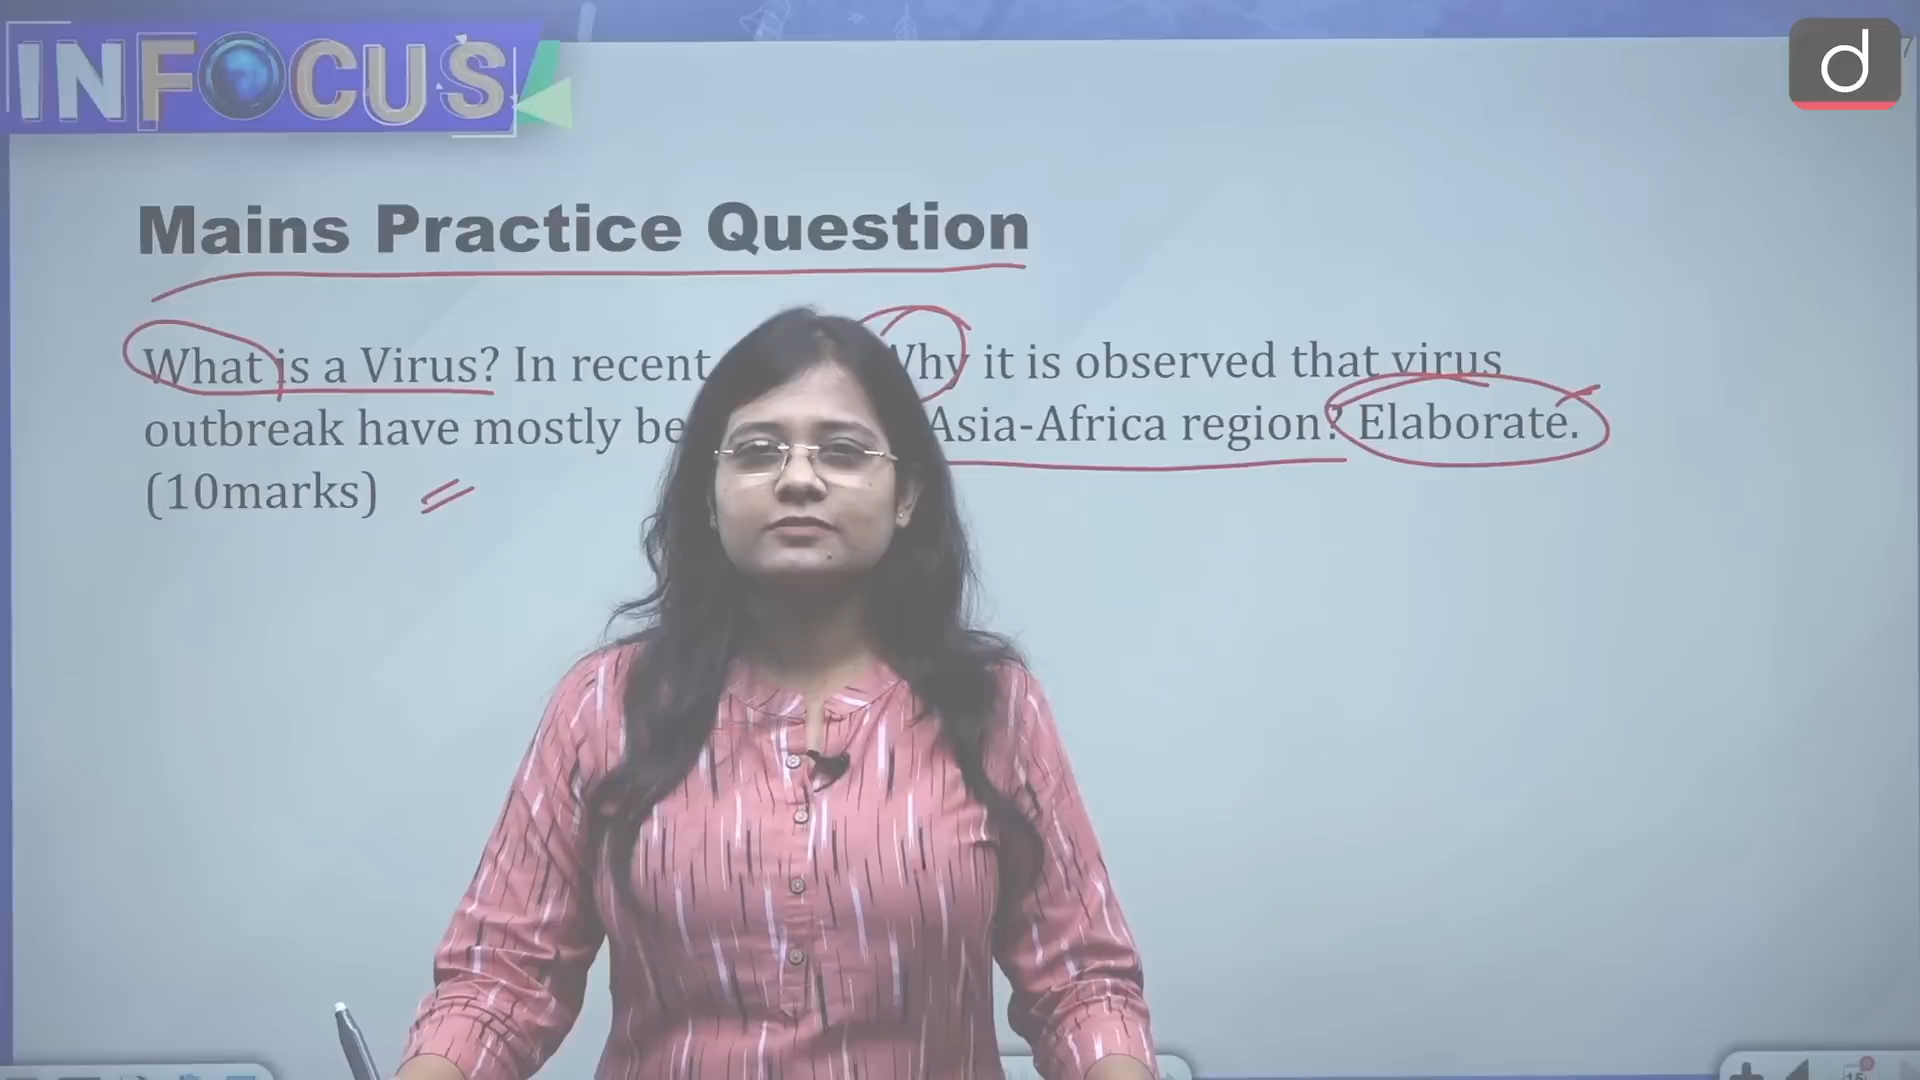 INFOCUS
d
Mains Practice Question
What is a Virus? In recent Why it is observed that virus
outbreak have mostly be Asia-Africa region? Elaborate.
(10marks)